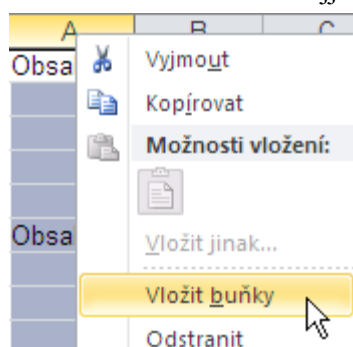 A B C
Obsa
Vyjmout
Kopírovat
Možnosti vložení:
Vložit jinak...
Obsa
Vložit buňky
Odstranit